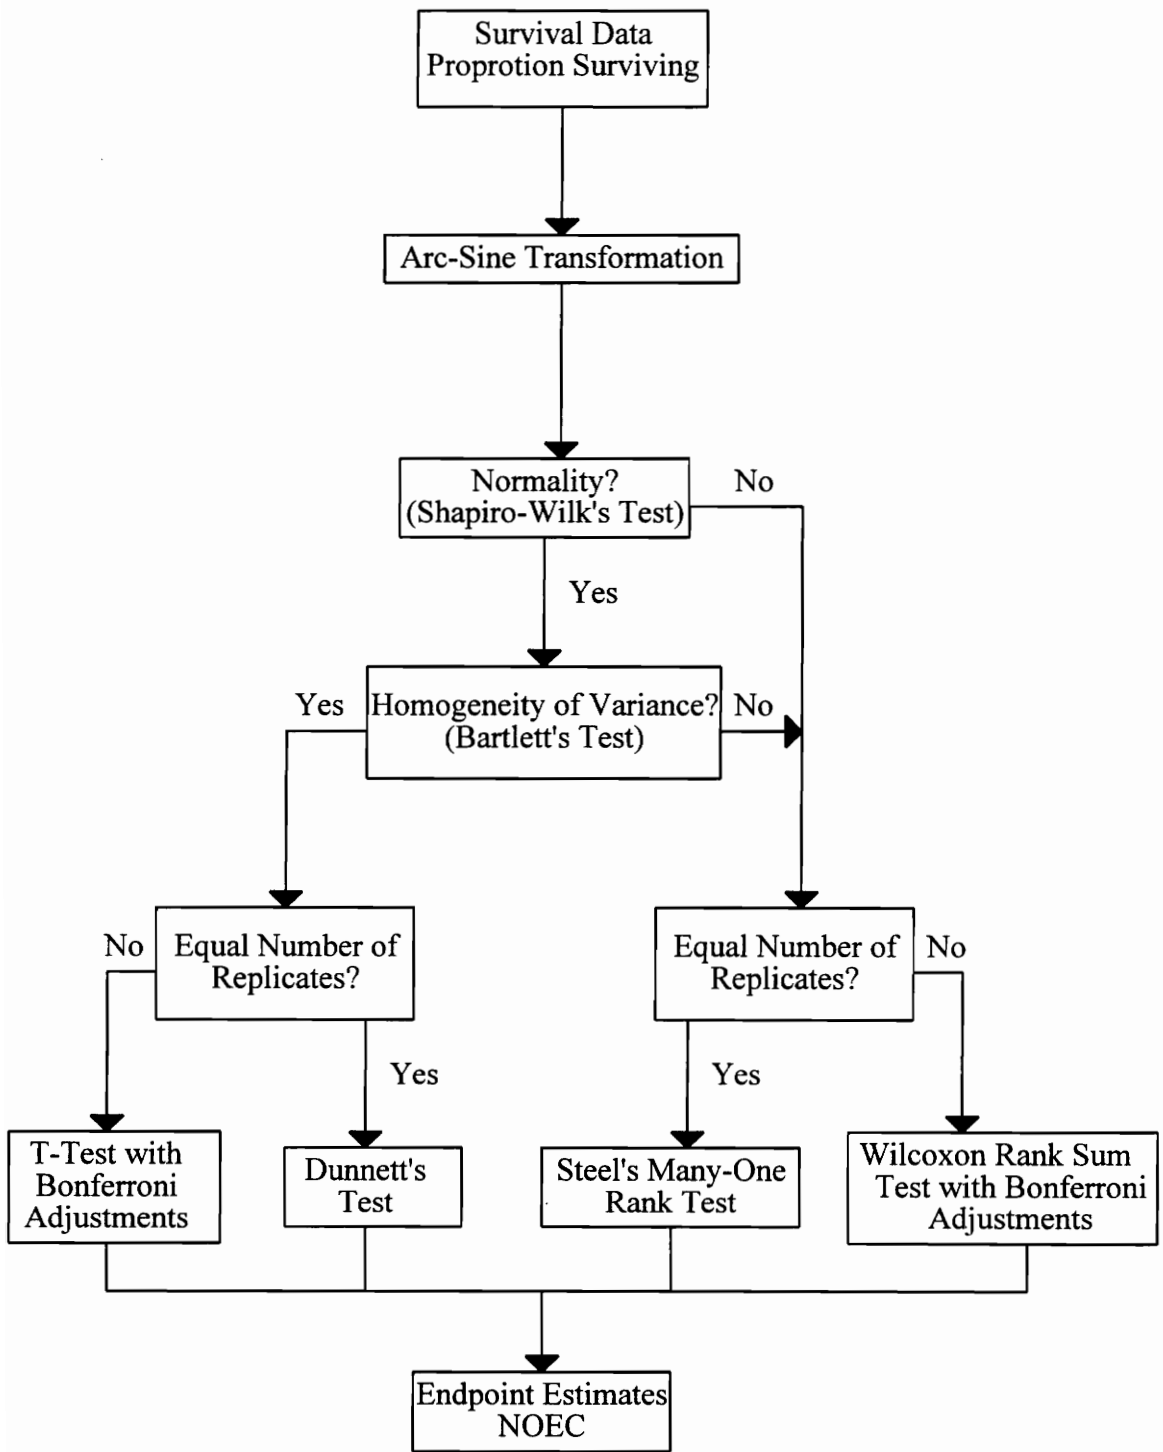 Survival Data
Proprotion Surviving
Arc-Sine Transformation
Normality?
(Shapiro-Wilk's Test)
No
Yes
Yes
Homogeneity of Variance?
(Bartlett's Test)
No
No
Equal Number of
Replicates?
Yes
Equal Number of
Replicates?
No
Yes
T-Test with
Bonferroni
Adjustments
Dunnett's
Test
Steel's Many-One
Rank Test
Wilcoxon Rank Sum
Test with Bonferroni
Adjustments
Endpoint Estimates
NOEC